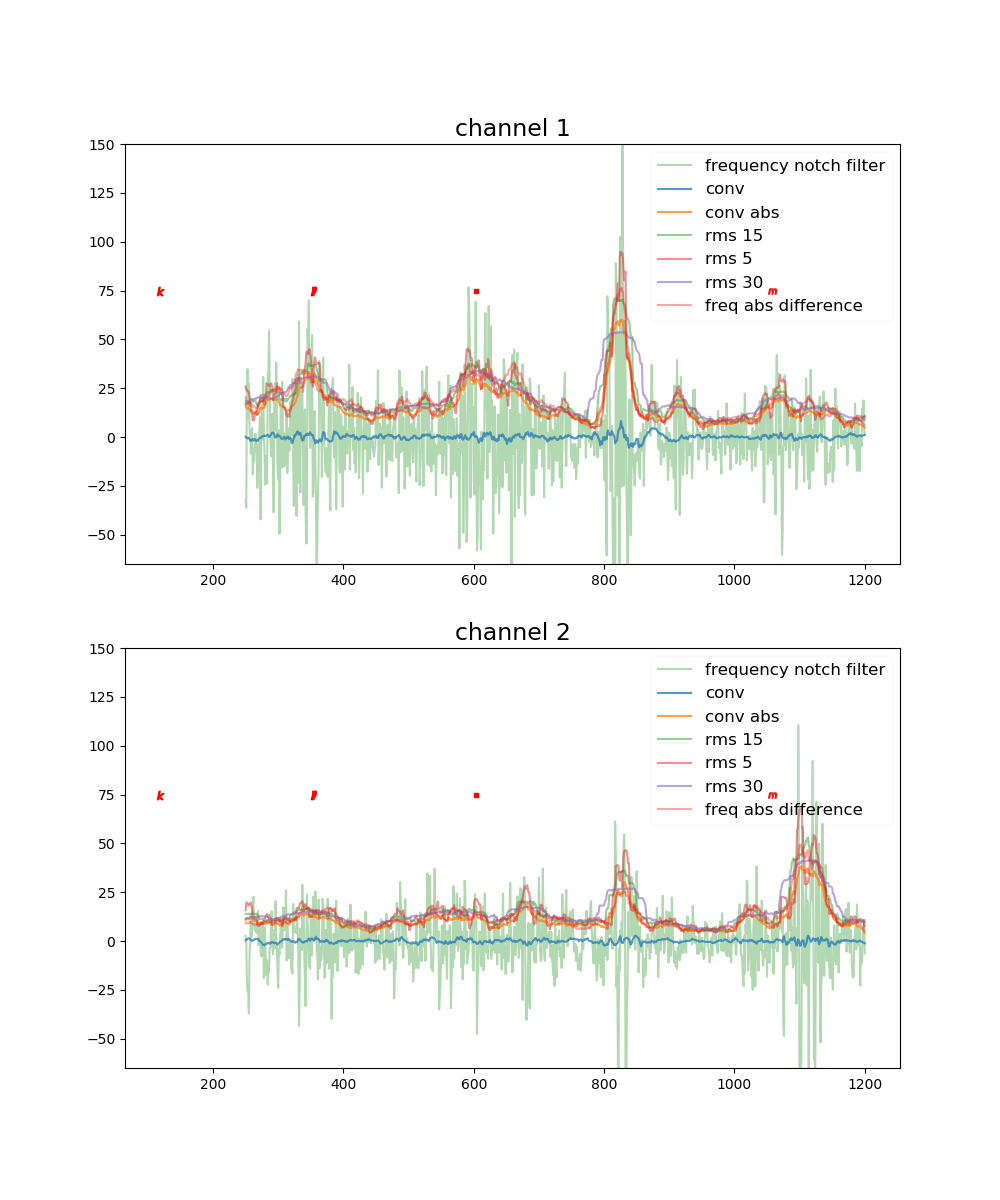 channel 1
150
125
100
75
50
25
0
−25
−50
frequency notch filter
conv
conv abs
rms 15
rms 5
rms 30
freq abs difference
k , . m
200 400 600 800 1000 1200
channel 2
150
125
100
75
50
25
0
−25
−50
frequency notch filter
conv
conv abs
rms 15
rms 5
rms 30
freq abs difference
k , . m
200 400 600 800 1000 1200